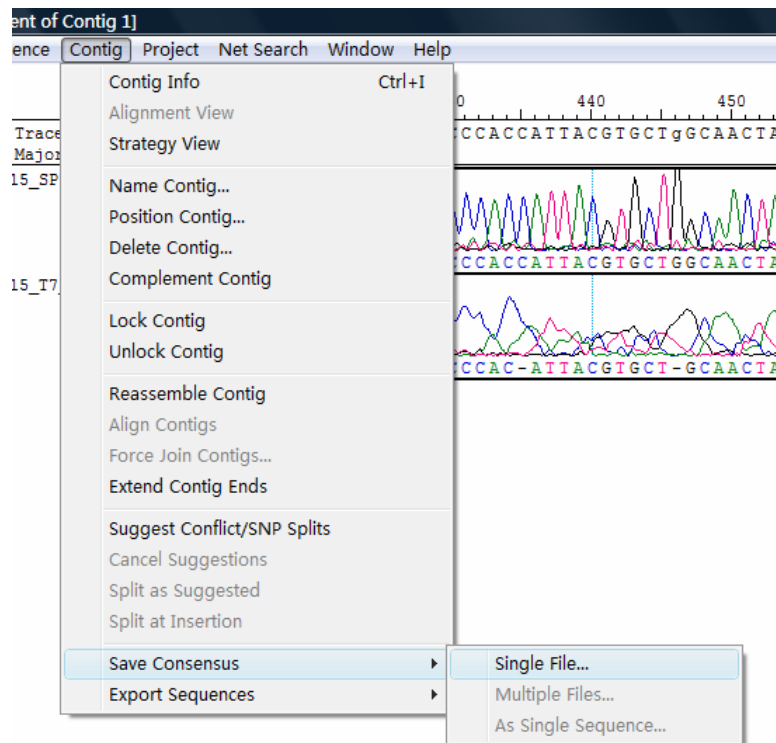 ent of Contig 1]
ence Contig Project Net Search Window Help
Contig Info Ctrl+I
Alignment View
Strategy View
Name Contig...
Position Contig...
Delete Contig...
Complement Contig
Lock Contig
Unlock Contig
Reassemble Contig
Align Contigs
Force Join Contigs...
Extend Contig Ends
Suggest Conflict/SNP Splits
Cancel Suggestions
Split as Suggested
Split at Insertion
Save Consensus
Export Sequences
Single File...
Multiple Files...
As Single Sequence...
0 440 450
Trace
CCACCATTACGTGCTgGCAACTA
Major
15_SP
CCCACCATTACGTGCTGGCAACTA
15_T7
CCCAC-ATTACGTGCT-GCAACTA